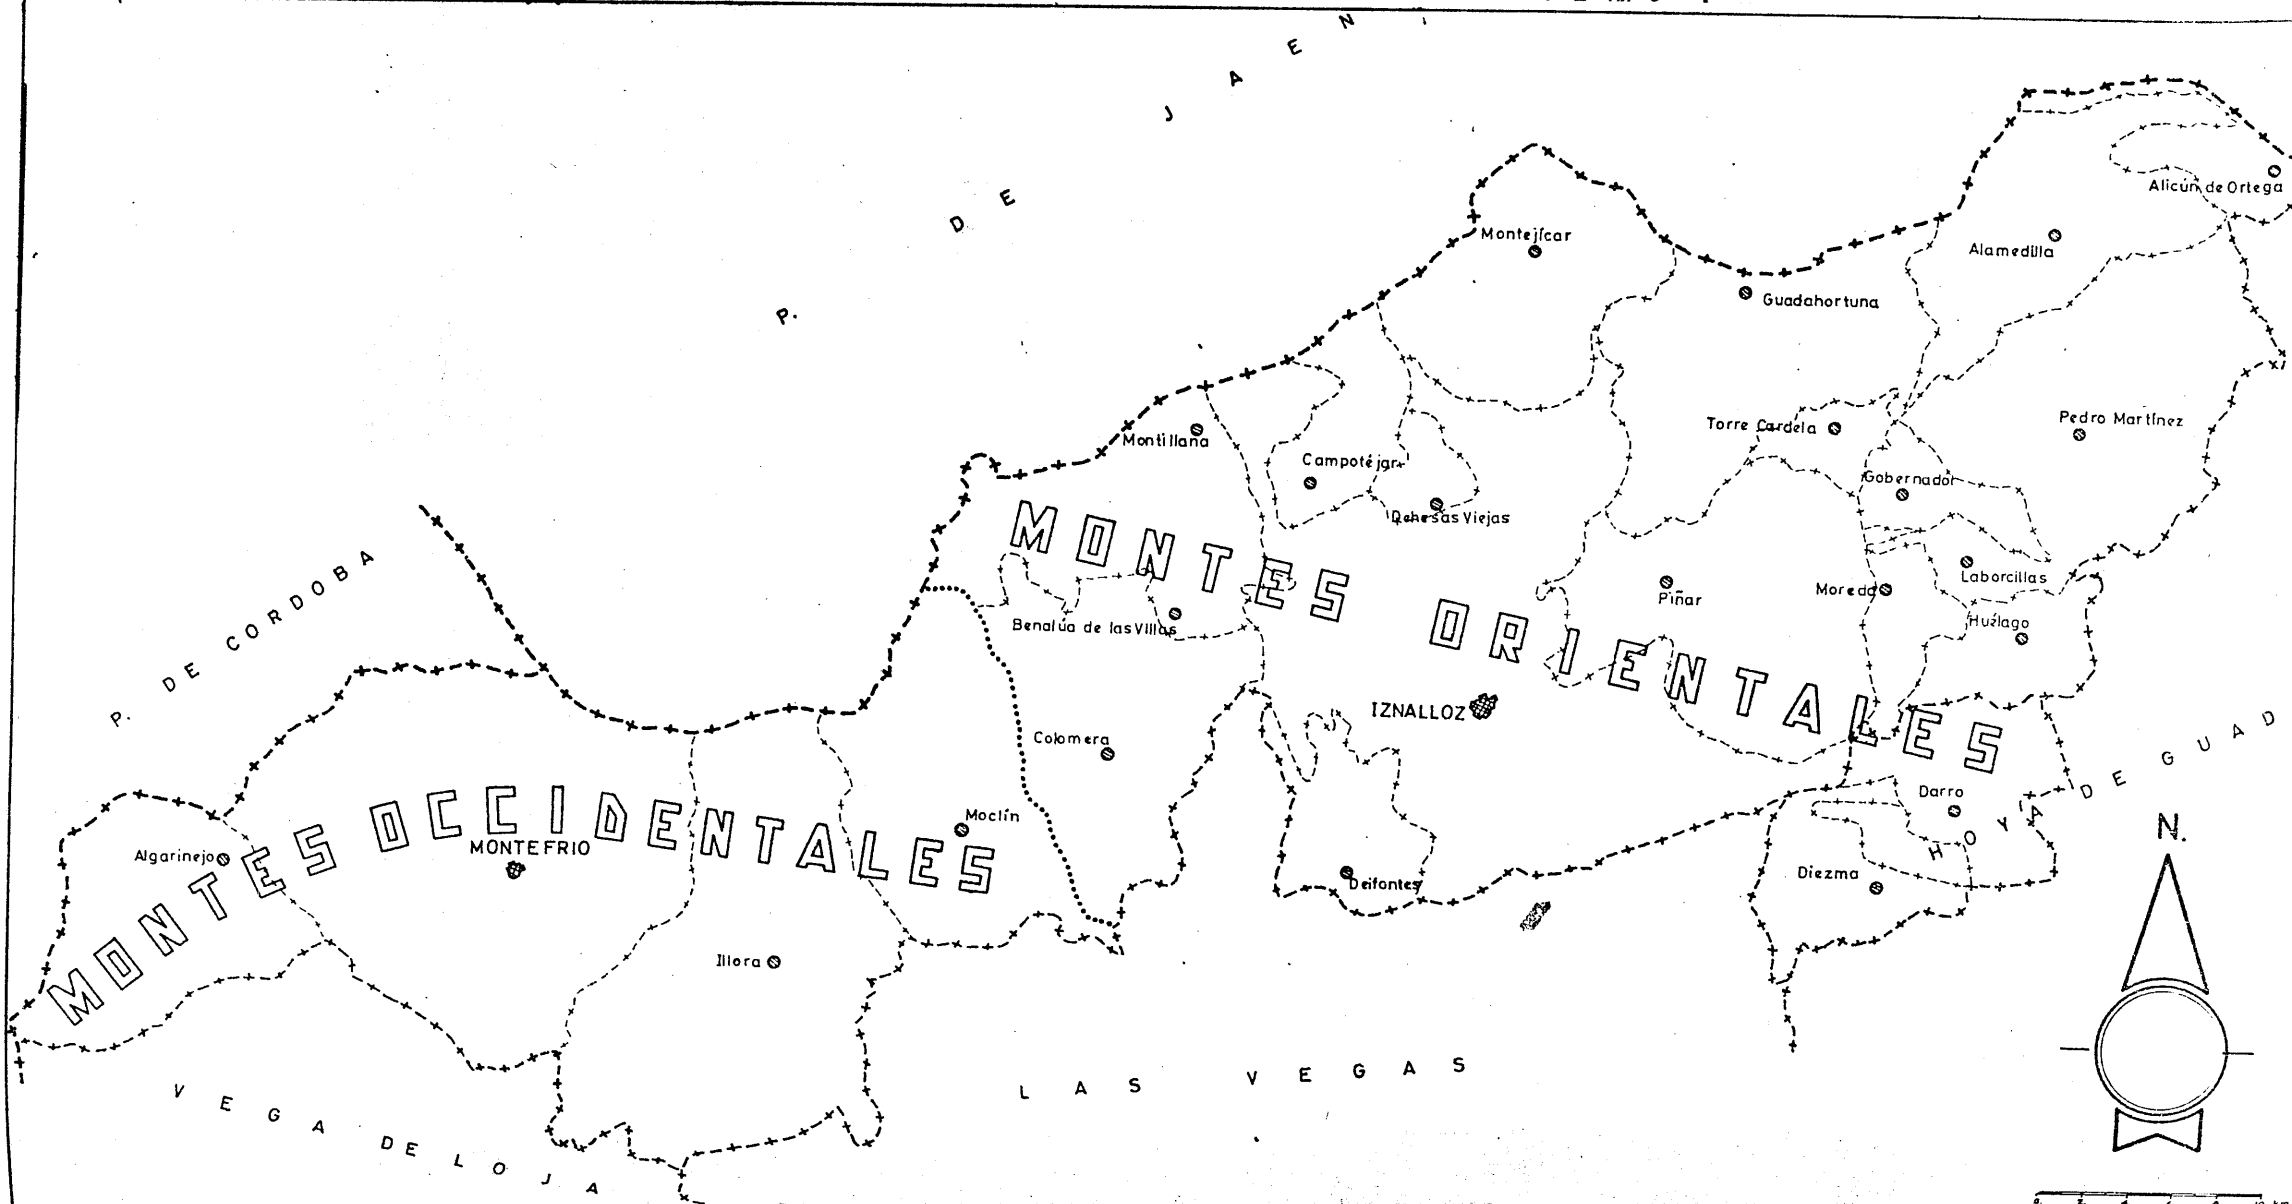 P. DE JAEN
Alicún de Ortega
Montejícar
Alamedilla
Guadahortuna
Pedro Martínez
Torre Cardela
Montillana
Campotéjar
Gobernador
Dehesas Viejas
P. DE CORDOBA
MONTES ORIENTALES
Laborcillas
Piñar
Moreda
Huélago
Benalúa de las Villas
IZNALLOZ
Colomera
HOYA DE GUAD
Darro
MONTES OCCIDENTALES
Moclín
N.
MONTEFRIO
Algarinejo
Diezma
Deifontes
Illora
LAS VEGAS
VEGA DE LOJA